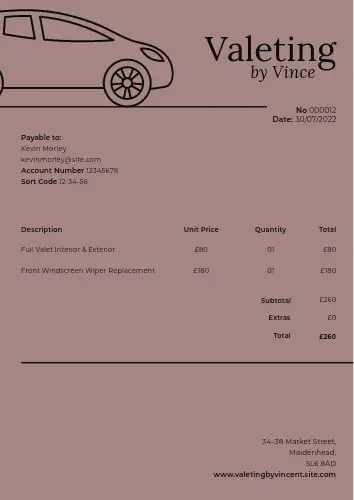 Valeting
by Vince
No 000012
Date: 30/07/2022
Payable to:
Kevin Morley
kevinmorley@site.com
Account Number 12345678
Sort Code 12-34-56
Description Unit Price Quantity Total
Full Valet Interior & Exterior £80 01 £80
Front Windscreen Wiper Replacement £180 01 £180
Subtotal £260
Extras £0
Total £260
34-38 Market Street,
Maidenhead,
SL6 8AD
www.valetingbyvincent.site.com